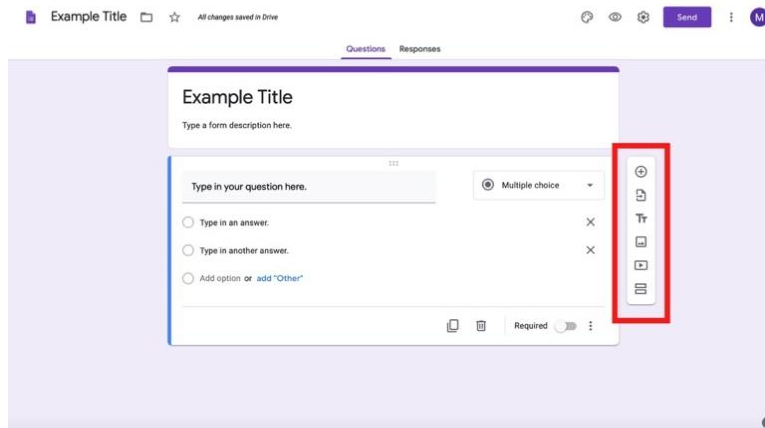 Example Title
All changes saved in Drive
Send
M
Questions Responses
Example Title
Type a form description here.
Type in your question here.
Multiple choice
Type in an answer.
Type in another answer.
Add option or add "Other"
Required
Tт